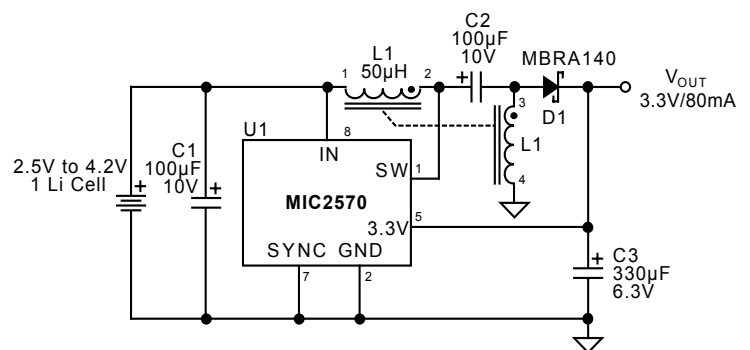 C2
100µF
10V
MBRA140
L1
50µH
1
2
VOUT
3.3V/80mA
D1
3
L1
4
U1
8
IN
SW
1
2.5V to 4.2V
1 Li Cell
C1
100µF
10V
MIC2570
3.3V
5
SYNC
GND
7
2
C3
330µF
6.3V
+
+
+
+